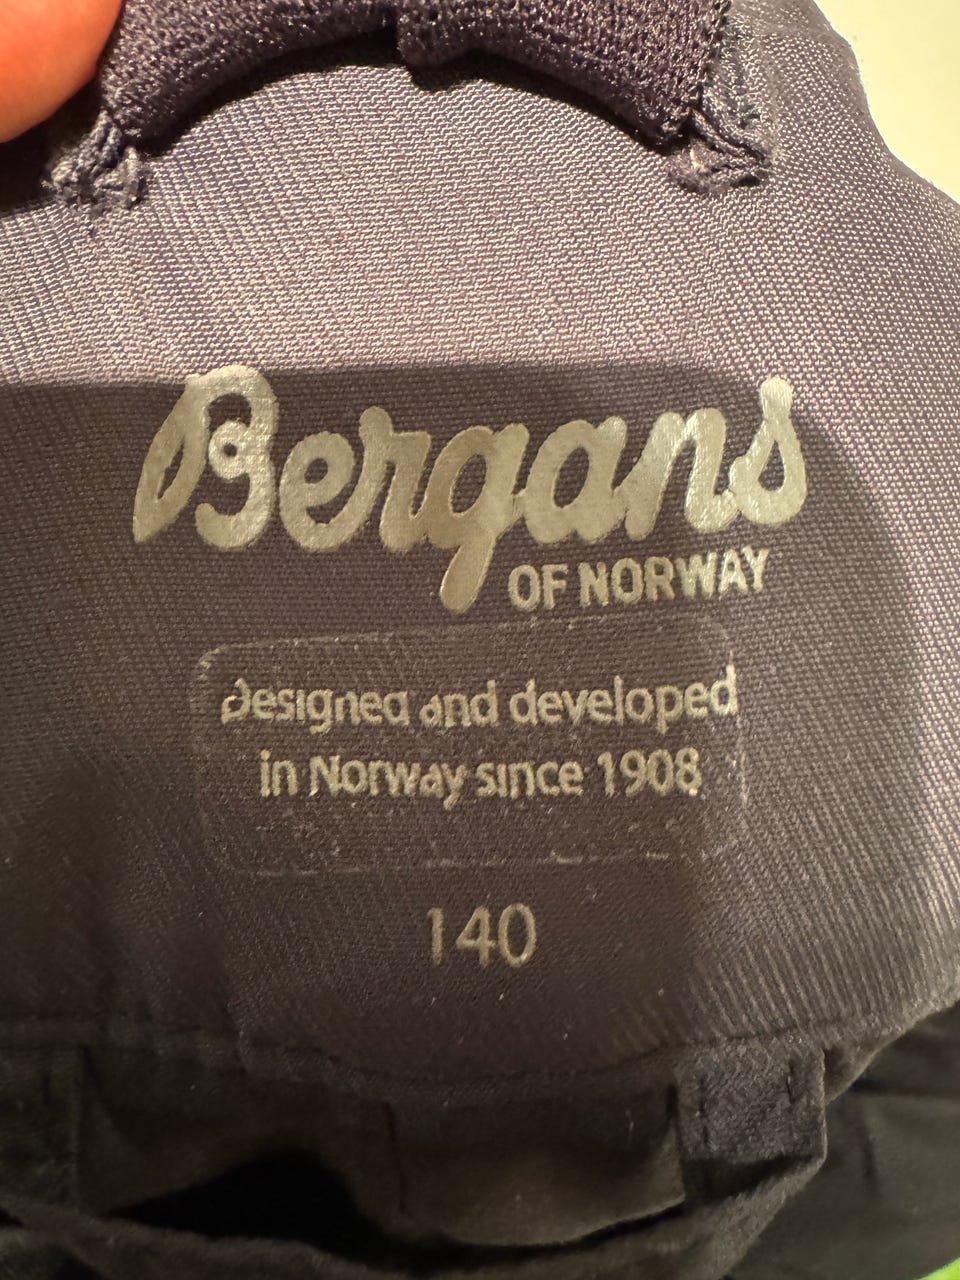 Bergans
OF NORWAY
designed and developed
in Norway since 1908
140